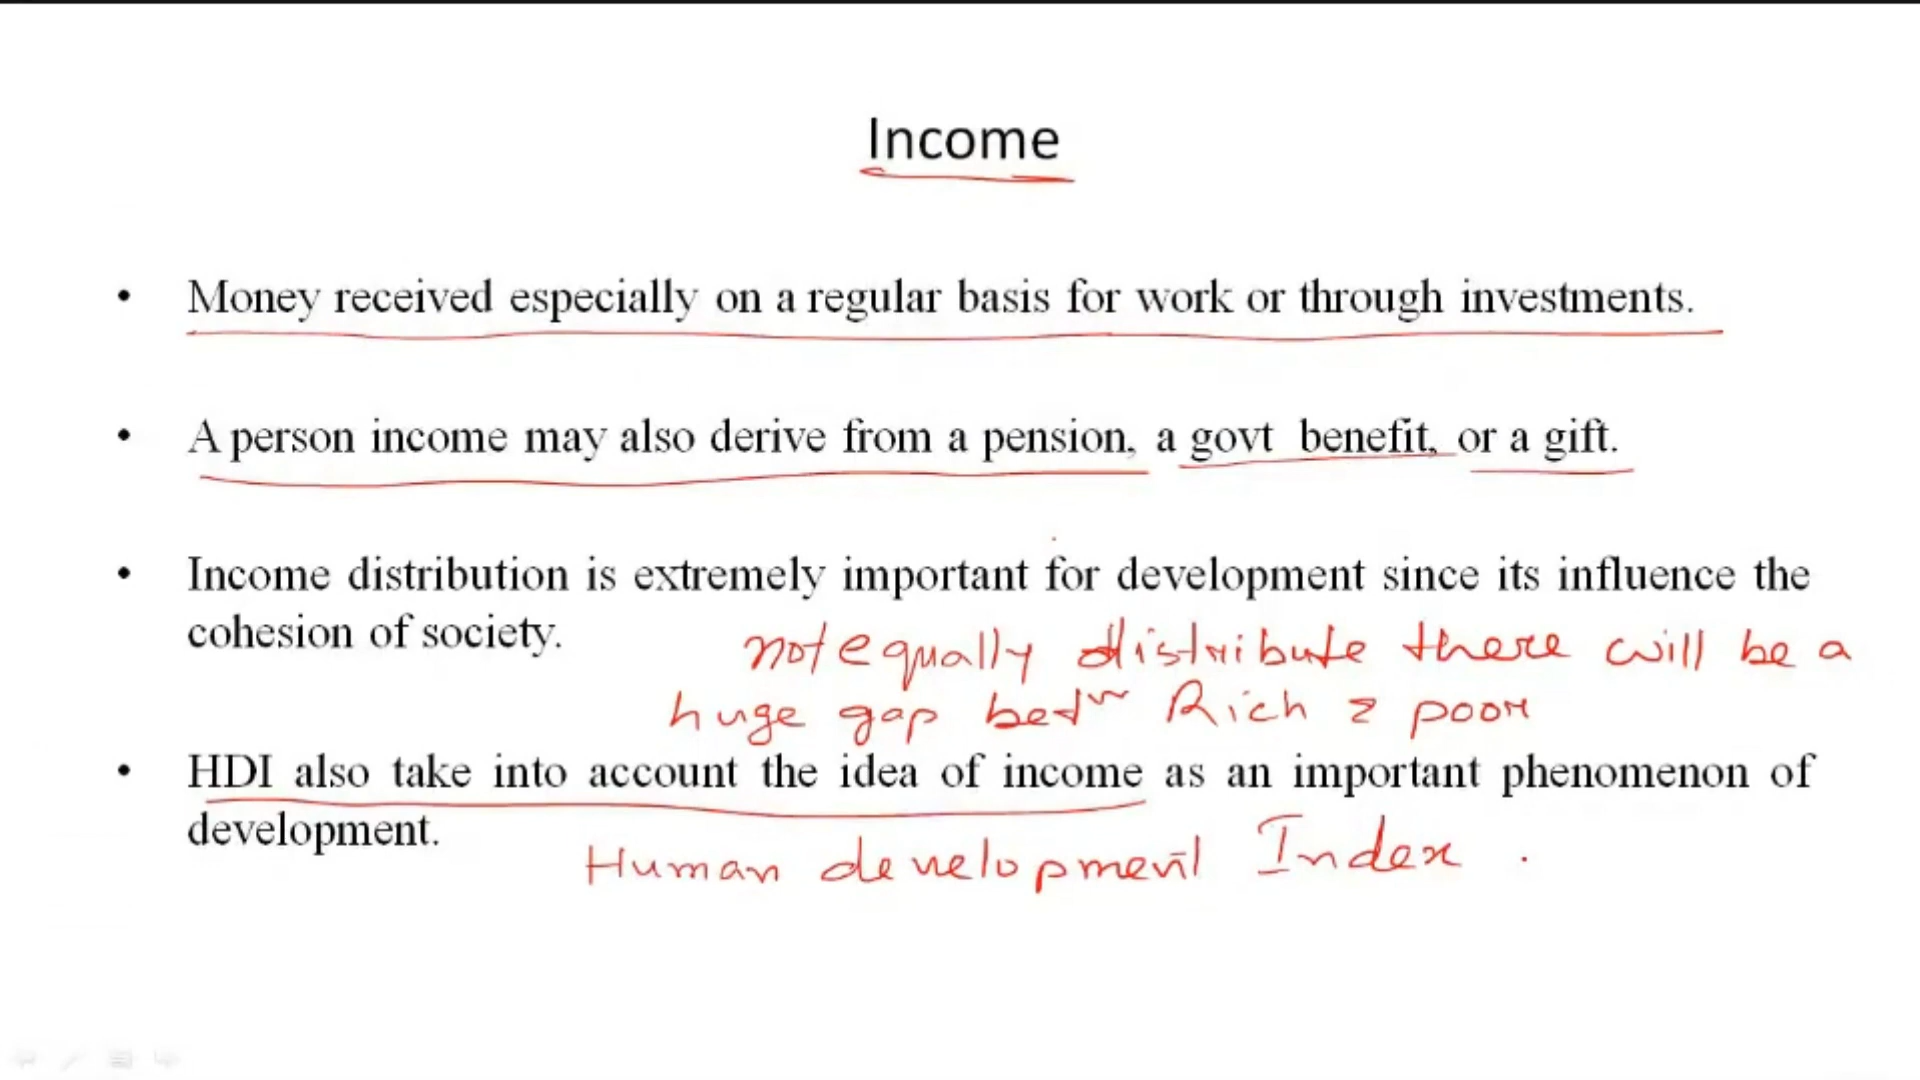 Income
• Money received especially on a regular basis for work or through investments.
• A person income may also derive from a pension, a govt benefit, or a gift.
• Income distribution is extremely important for development since its influence the
cohesion of society.
not equally distribute there will be a
huge gap betⁿ Rich & poor
• HDI also take into account the idea of income as an important phenomenon of
development.
Human development Index .